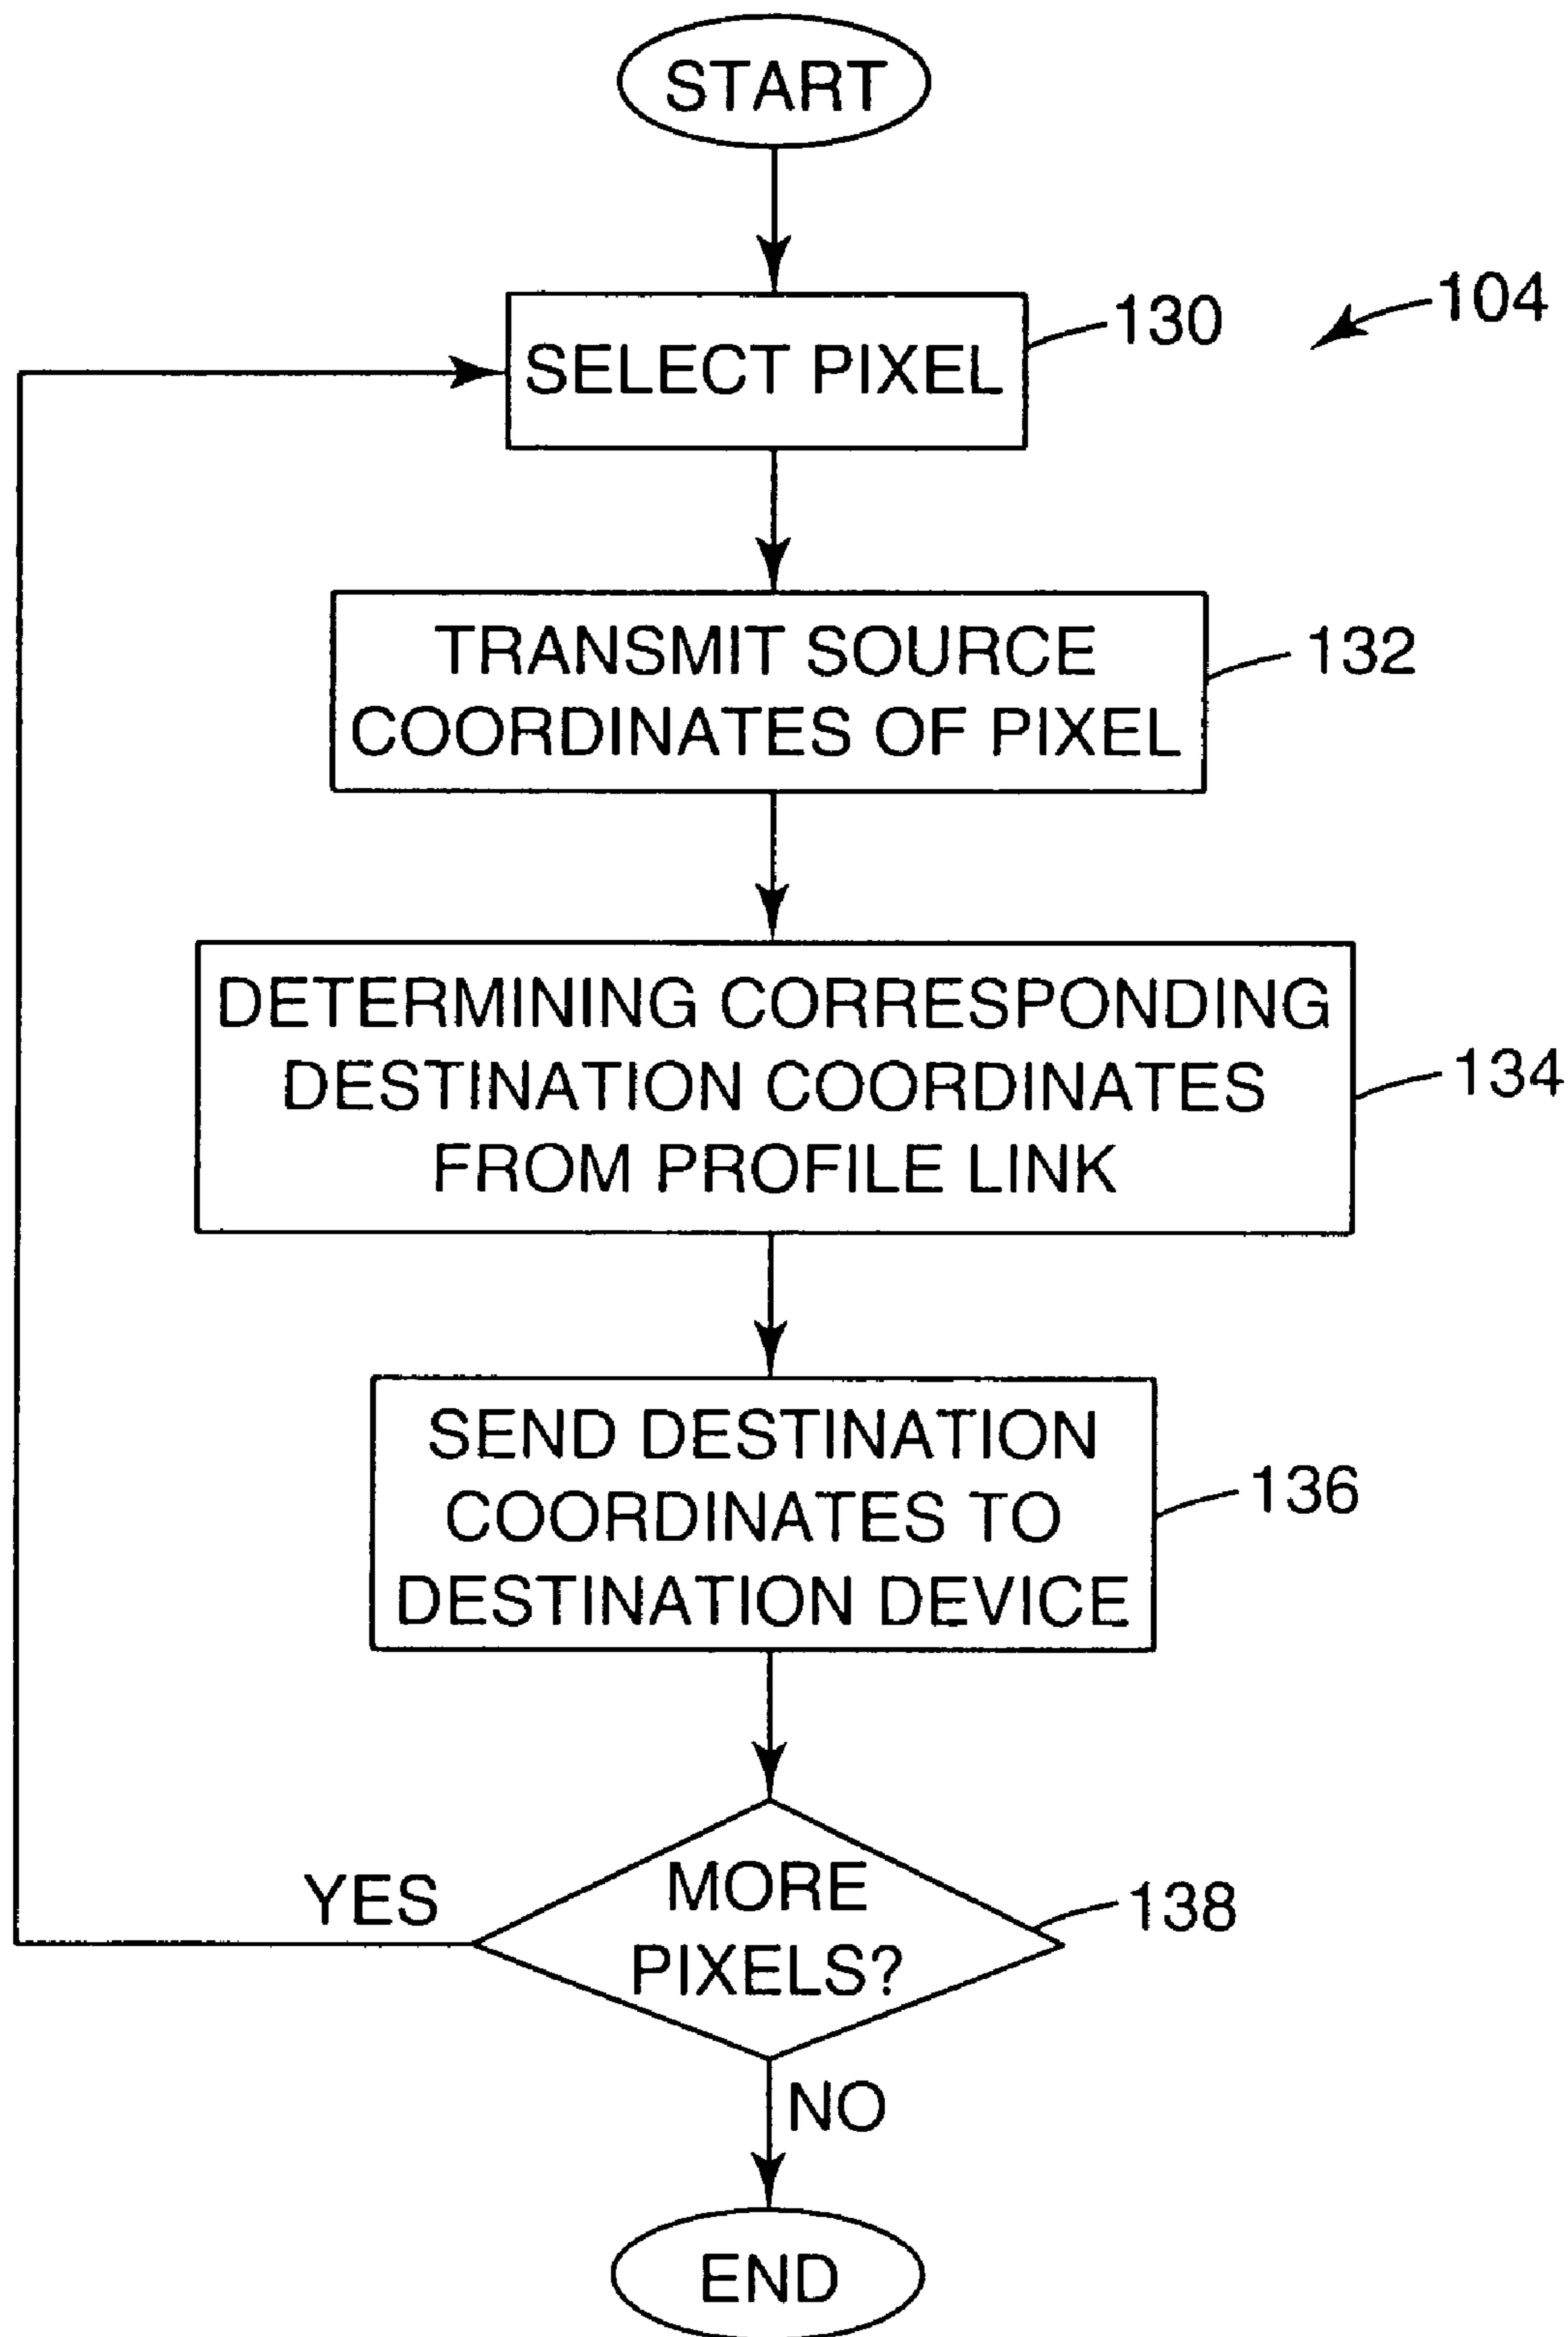 START
104
130
SELECT PIXEL
132
TRANSMIT SOURCE
COORDINATES OF PIXEL
134
DETERMINING CORRESPONDING
DESTINATION COORDINATES
FROM PROFILE LINK
136
SEND DESTINATION
COORDINATES TO
DESTINATION DEVICE
138
MORE
PIXELS?
YES
NO
END